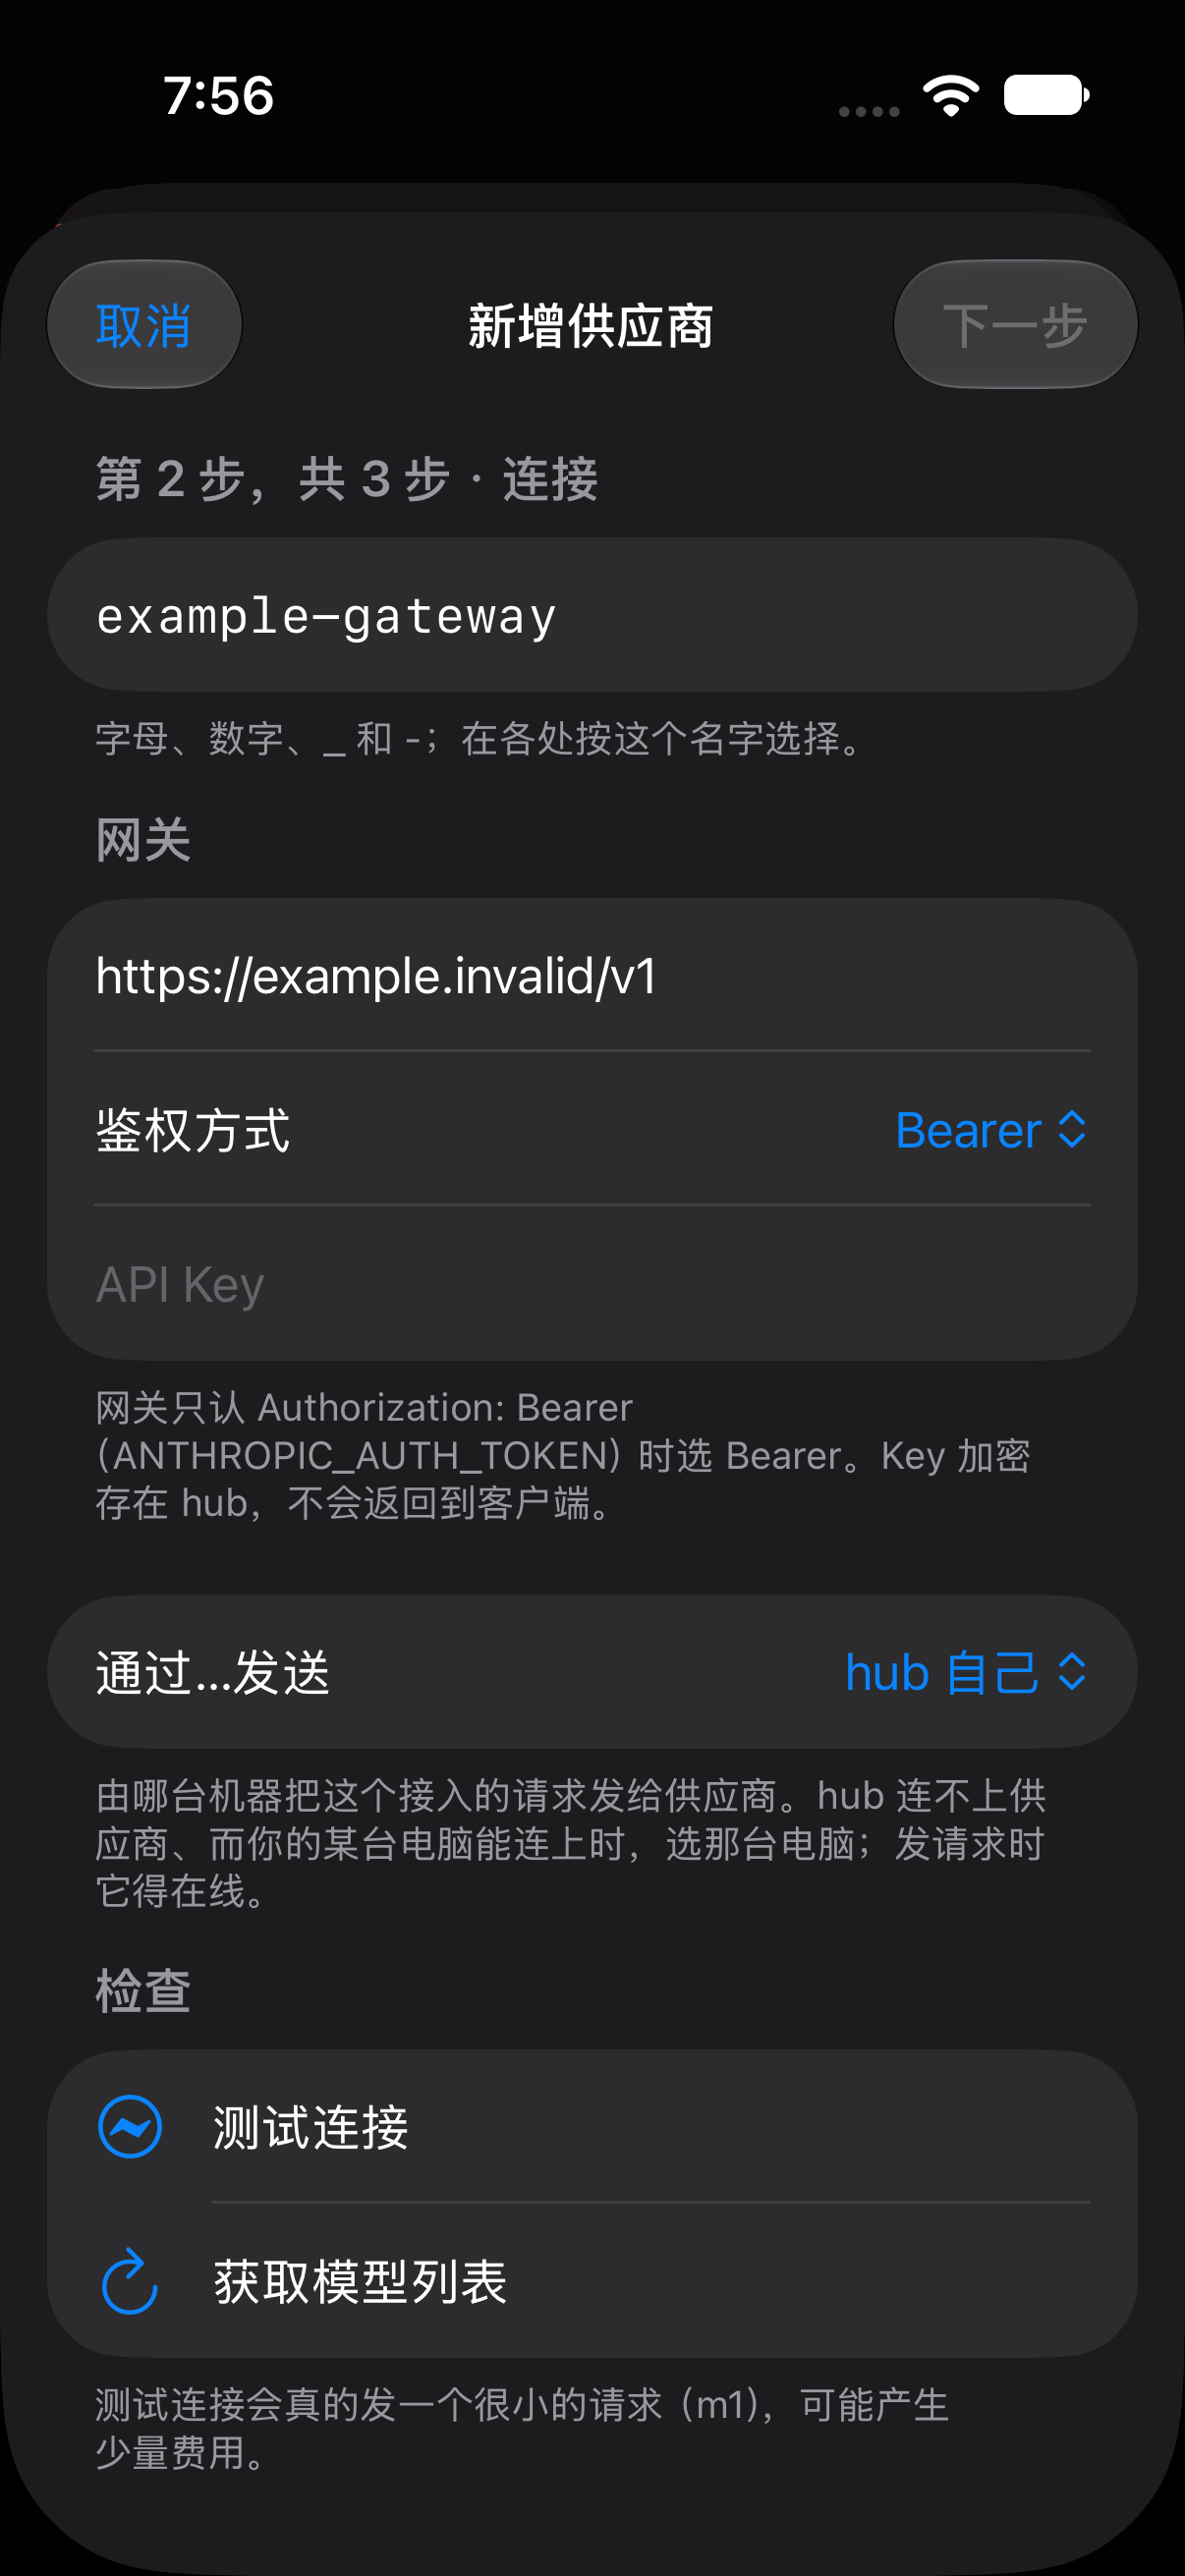 7:56
取消
新增供应商
下一步
第 2 步，共 3 步 · 连接
example-gateway
字母、数字、_ 和 -；在各处按这个名字选择。
网关
https://example.invalid/v1
鉴权方式
Bearer
API Key
网关只认 Authorization: Bearer
(ANTHROPIC_AUTH_TOKEN）时选 Bearer。Key 加密
存在 hub，不会返回到客户端。
通过...发送
hub 自己
由哪台机器把这个接入的请求发给供应商。hub 连不上供
应商、而你的某台电脑能连上时，选那台电脑；发请求时
它得在线。
检查
测试连接
获取模型列表
测试连接会真的发一个很小的请求（m1），可能产生
少量费用。